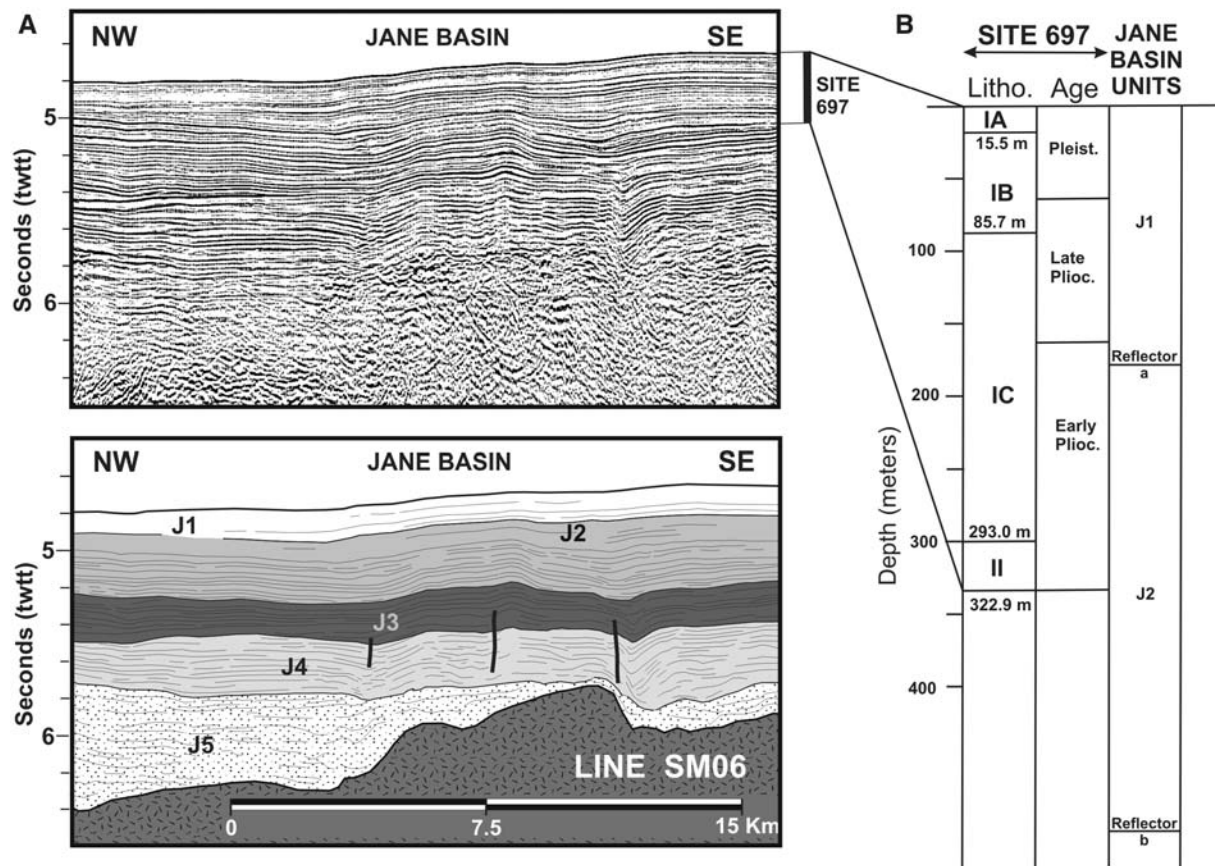 A
NW JANE BASIN SE
Seconds (twtt)
5
6
SITE
697
NW JANE BASIN SE
Seconds (twtt)
5
6
J1
J2
J3
J4
J5
LINE SM06
0 7.5 15 Km
B
SITE 697
JANE
BASIN
UNITS
Litho. Age
Depth (meters)
100
200
300
400
IA
15.5 m
IB
85.7 m
IC
293.0 m
II
322.9 m
Pleist.
Late
Plioc.
Early
Plioc.
J1
Reflector
a
J2
Reflector
b